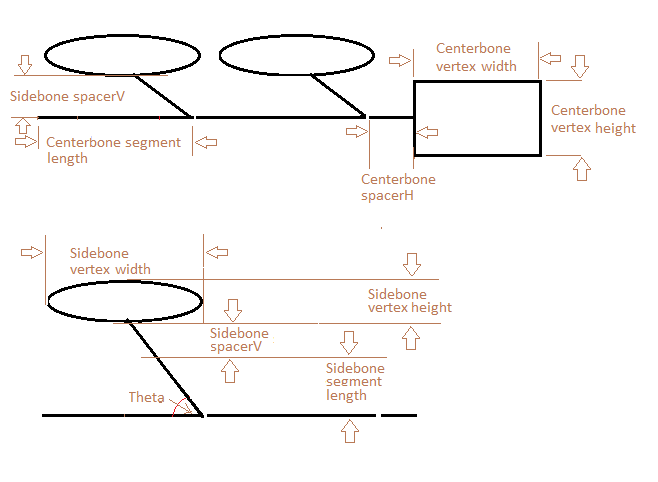 Centerbone
vertex width
Sidebone spacerV
Centerbone
vertex height
Centerbone segment
length
Centerbone
spacerH
Sidebone
vertex width
Sidebone
vertex height
Sidebone
spacerV
Sidebone
segment
length
Theta